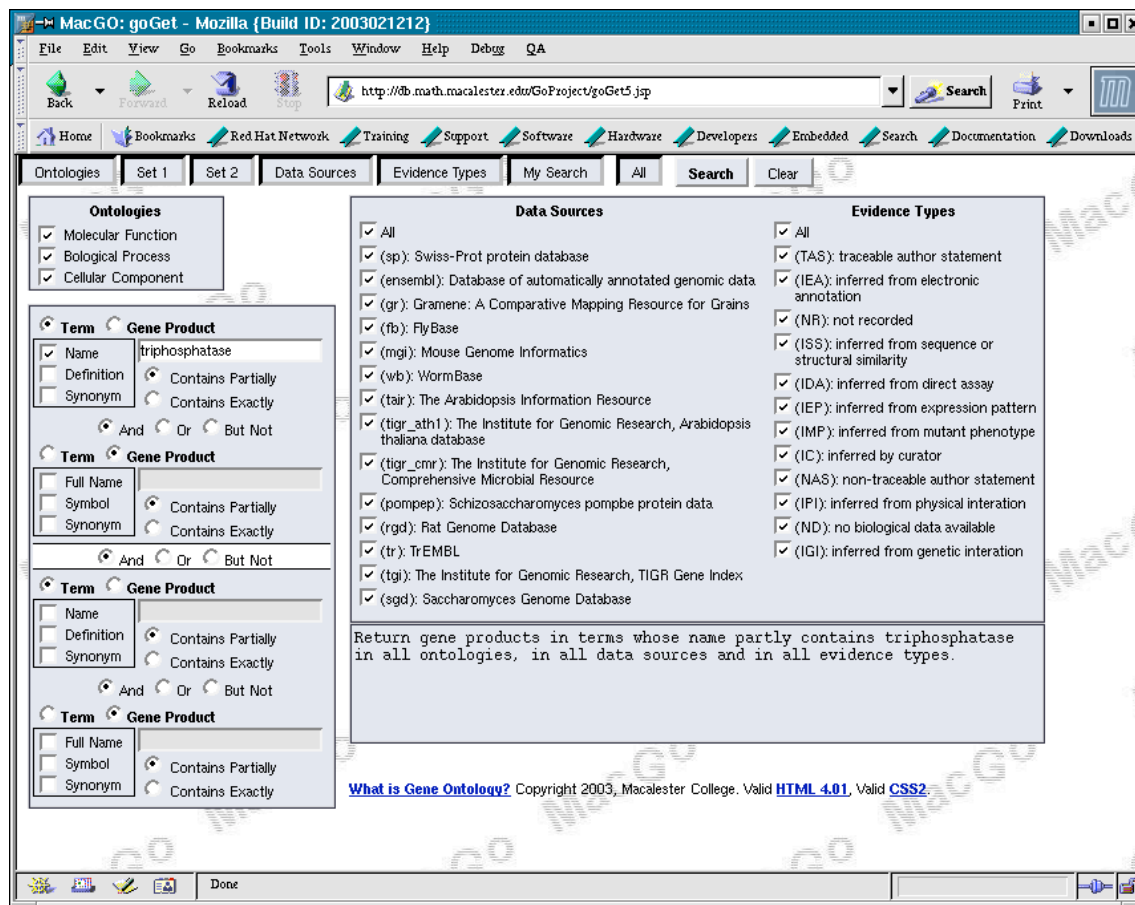 MacGO: goGet - Mozilla {Build ID: 2003021212}
File Edit View Go Bookmarks Tools Window Help Debug QA
Back Forward Reload Stop http://db.math.macalester.edu/GoProject/goGet5.jsp Search Print
Home Bookmarks Red Hat Network Training Support Software Hardware Developers Embedded Search Documentation Downloads
Ontologies Set 1 Set 2 Data Sources Evidence Types My Search All Search Clear
Ontologies
Molecular Function
Biological Process
Cellular Component
Term Gene Product
Name triphosphatase
Definition Contains Partially
Synonym Contains Exactly
And Or But Not
Term Gene Product
Full Name
Symbol Contains Partially
Synonym Contains Exactly
And Or But Not
Term Gene Product
Name
Definition Contains Partially
Synonym Contains Exactly
And Or But Not
Term Gene Product
Full Name
Symbol Contains Partially
Synonym Contains Exactly
Data Sources
All
(sp): Swiss-Prot protein database
(ensembl): Database of automatically annotated genomic data
(gr): Gramene: A Comparative Mapping Resource for Grains
(fb): FlyBase
(mgi): Mouse Genome Informatics
(wb): WormBase
(tair): The Arabidopsis Information Resource
(tigr_ath1): The Institute for Genomic Research, Arabidopsis
thaliana database
(tigr_cmr): The Institute for Genomic Research,
Comprehensive Microbial Resource
(pompep): Schizosaccharomyces pompbe protein data
(rgd): Rat Genome Database
(tr): TrEMBL
(tgi): The Institute for Genomic Research, TIGR Gene Index
(sgd): Saccharomyces Genome Database
Evidence Types
All
(TAS): traceable author statement
(IEA): inferred from electronic
annotation
(NR): not recorded
(ISS): inferred from sequence or
structural similarity
(IDA): inferred from direct assay
(IEP): inferred from expression pattern
(IMP): inferred from mutant phenotype
(IC): inferred by curator
(NAS): non-traceable author statement
(IPI): inferred from physical interation
(ND): no biological data available
(IGI): inferred from genetic interation
Return gene products in terms whose name partly contains triphosphatase
in all ontologies, in all data sources and in all evidence types.
What is Gene Ontology? Copyright 2003, Macalester College. Valid HTML 4.01, Valid CSS2.
Done